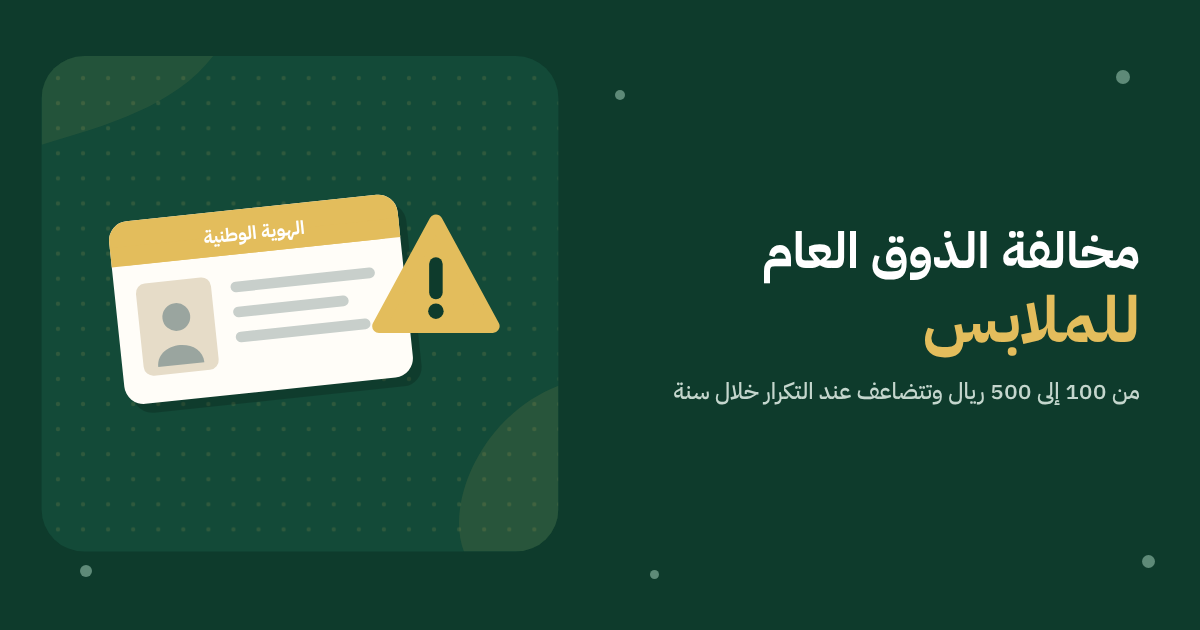 مخالفة الذوق العام
للملابس
من 100 إلى 500 ريال وتتضاعف عند التكرار خلال سنة
الهوية الوطنية